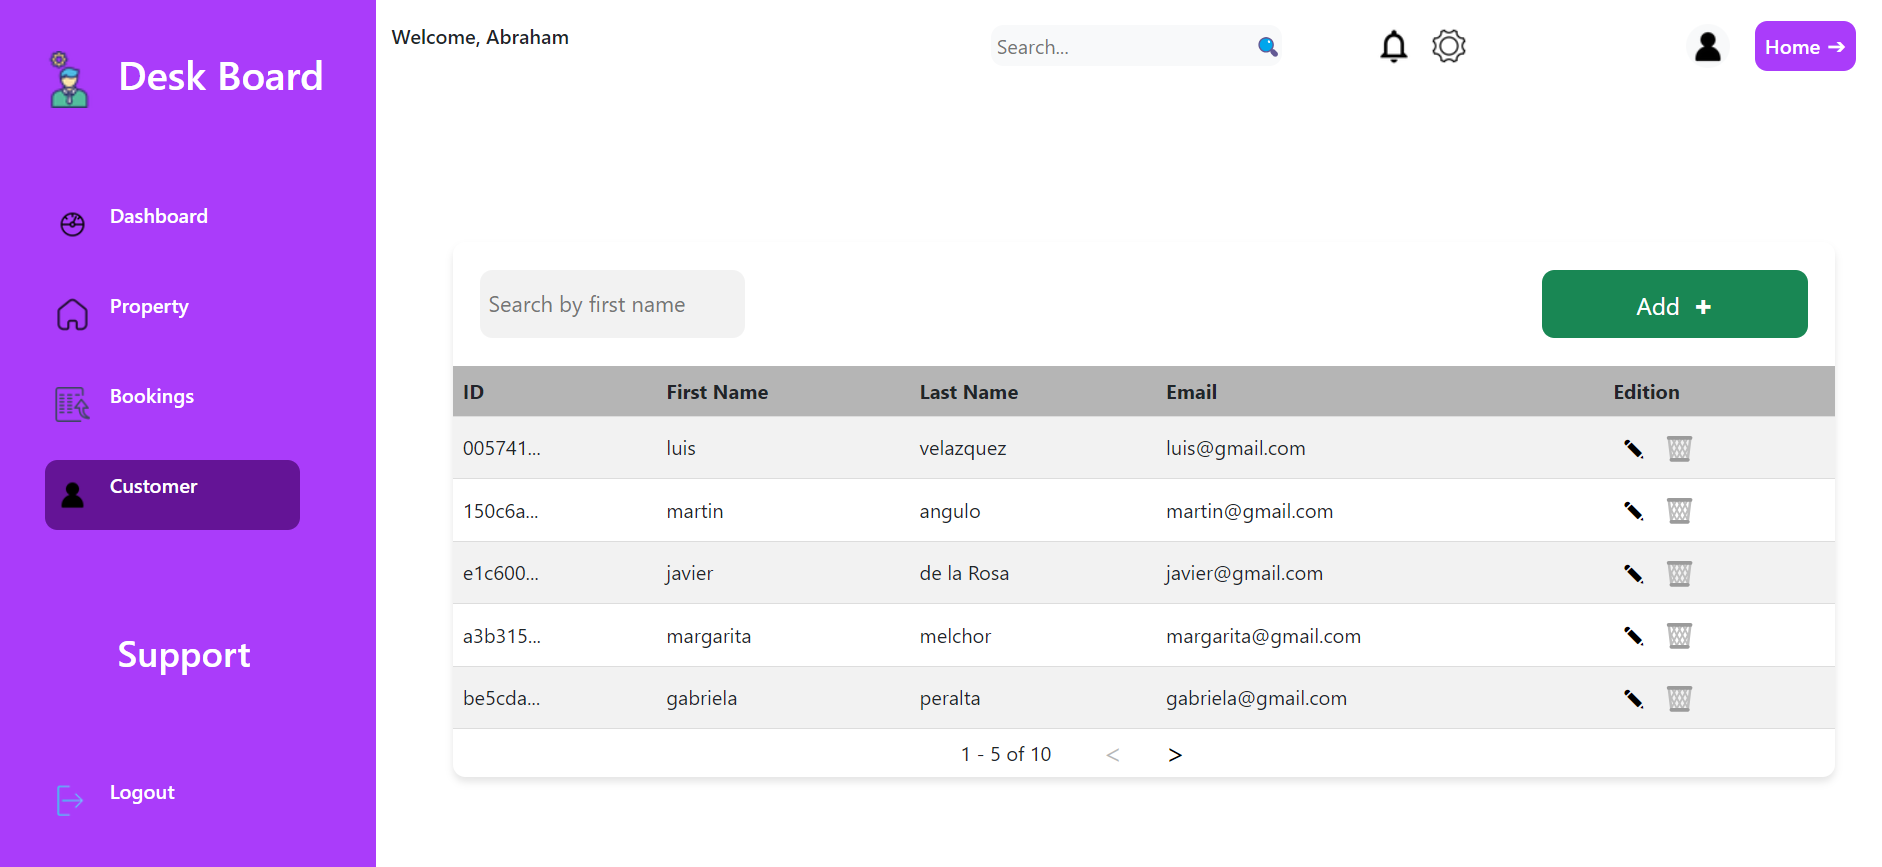 Desk Board
Dashboard
Property
Bookings
Customer
Support
Logout
Welcome, Abraham
Search...
Home ➔
Search by first name
Add +
ID First Name Last Name Email Edition
005741... luis velazquez luis@gmail.com
150c6a... martin angulo martin@gmail.com
e1c600... javier de la Rosa javier@gmail.com
a3b315... margarita melchor margarita@gmail.com
be5cda... gabriela peralta gabriela@gmail.com
1 - 5 of 10 < >